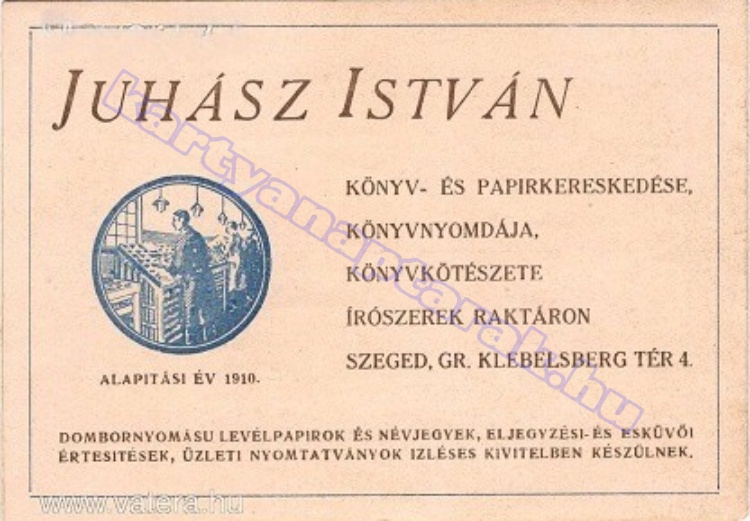 JUHÁSZ ISTVÁN
KÖNYV- ÉS PAPIRKERESKEDÉSE,
KÖNYVNYOMDÁJA,
KÖNYVKÖTÉSZETE
ÍRÓSZEREK RAKTÁRON
SZEGED, GR. KLEBELSBERG TÉR 4.
ALAPITÁSI ÉV 1910.
DOMBORNYOMÁSU LEVÉLPAPIROK ÉS NÉVJEGYEK, ELJEGYZÉSI- ÉS ESKÜVŐI
ÉRTESITÉSEK, ÜZLETI NYOMTATVÁNYOK IZLÉSES KIVITELBEN KÉSZÜLNEK.
kartyanaptarak.hu
www.vatera.hu